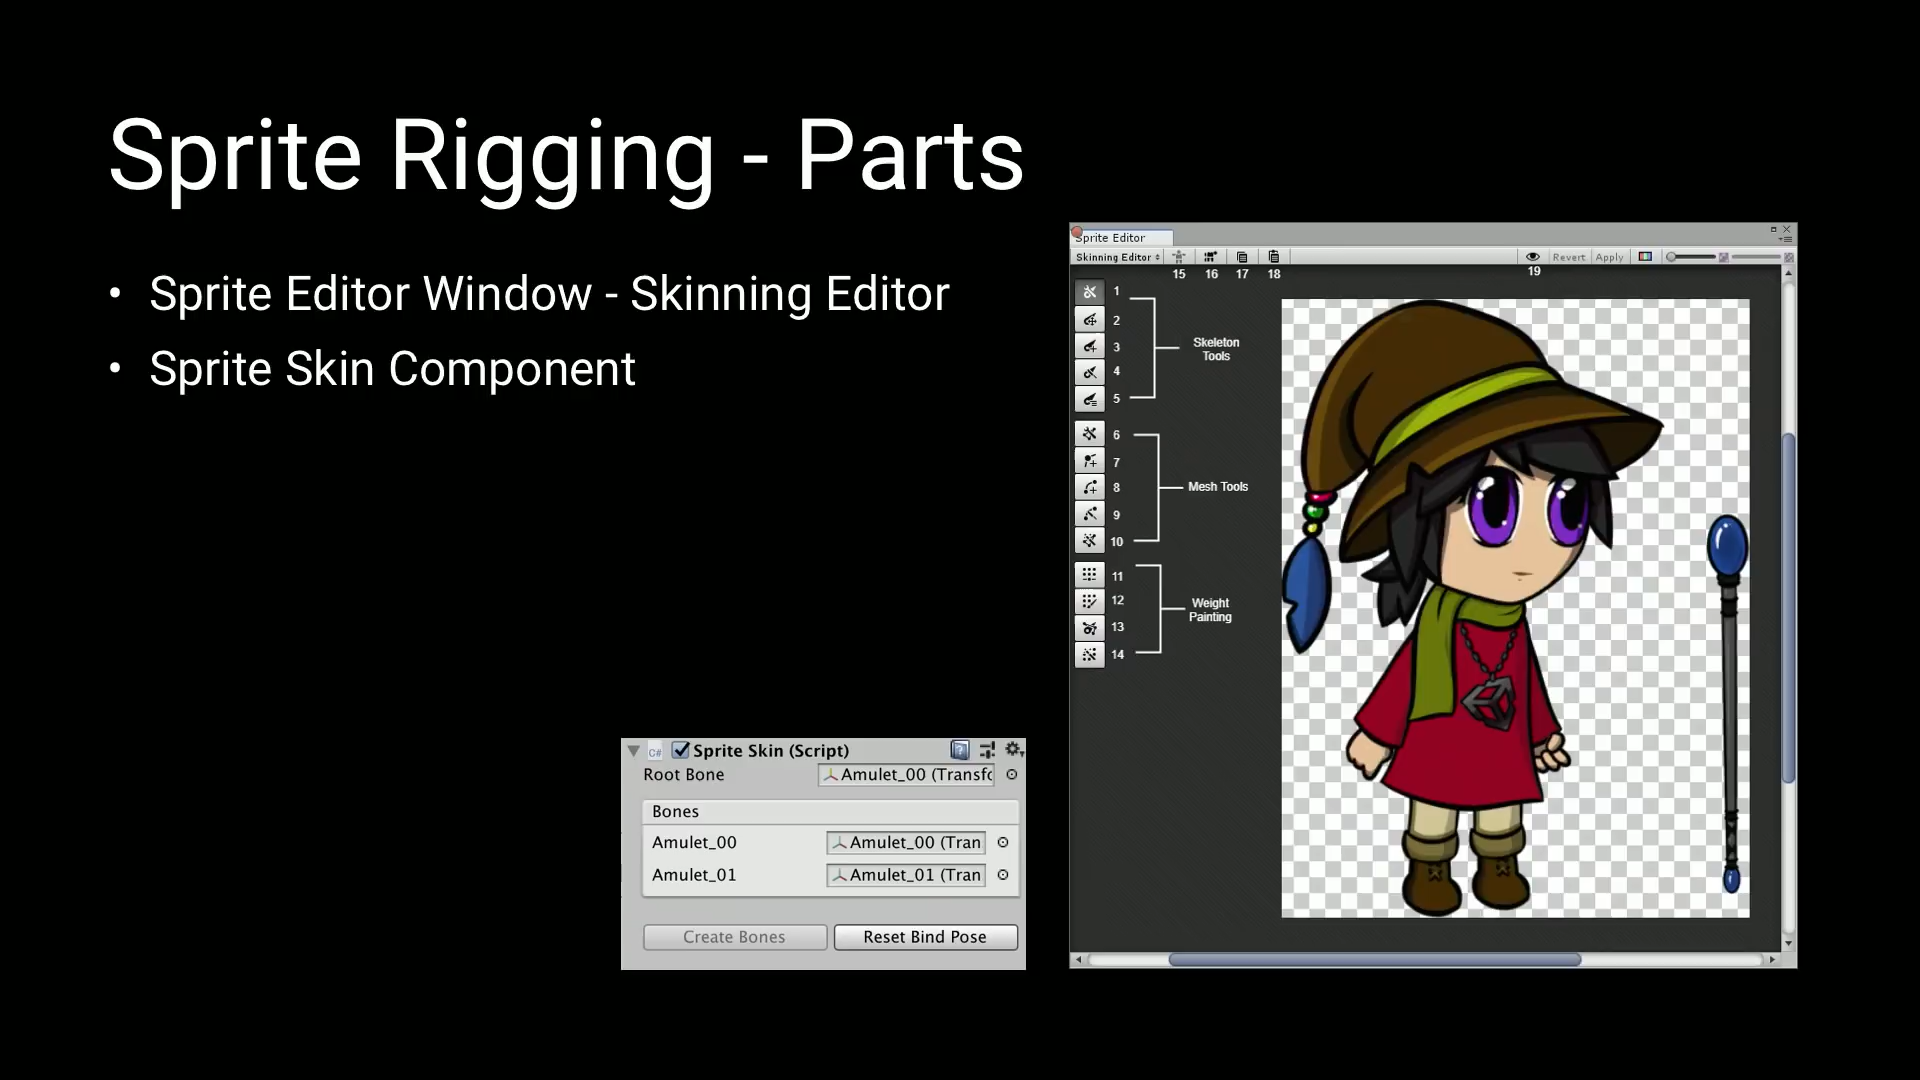 Sprite Rigging - Parts
• Sprite Editor Window - Skinning Editor
• Sprite Skin Component
Sprite Skin (Script)
C#
Root Bone
Amulet_00 (Transfo
Bones
Amulet_00
Amulet_00 (Tran
Amulet_01
Amulet_01 (Tran
Create Bones
Reset Bind Pose
Sprite Editor
Skinning Editor
Revert
Apply
15
16
17
18
19
1
2
3
4
5
Skeleton
Tools
6
7
8
9
10
Mesh Tools
11
12
13
14
Weight
Painting